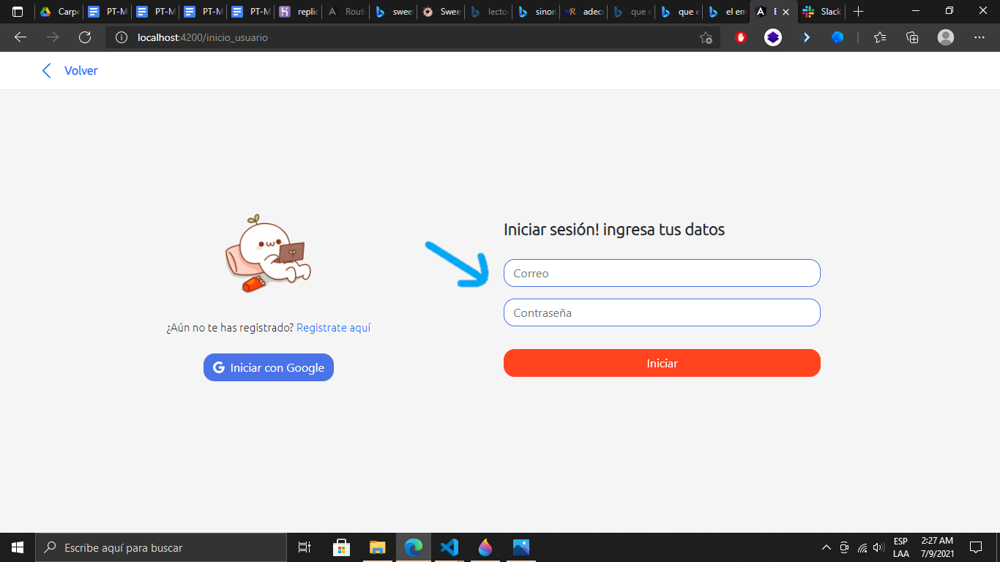 Carpe
PT-M
PT-M
PT-M
PT-M
replic
Rout
sweet
Swee
lecto
sinon
adecu
que e
que e
el em
Slack
localhost:4200/inicio_usuario
Volver
Iniciar sesión! ingresa tus datos
Correo
Contraseña
¿Aún no te has registrado? Registrate aquí
Iniciar
Iniciar con Google
Escribe aquí para buscar
ESP
LAA
2:27 AM
7/9/2021